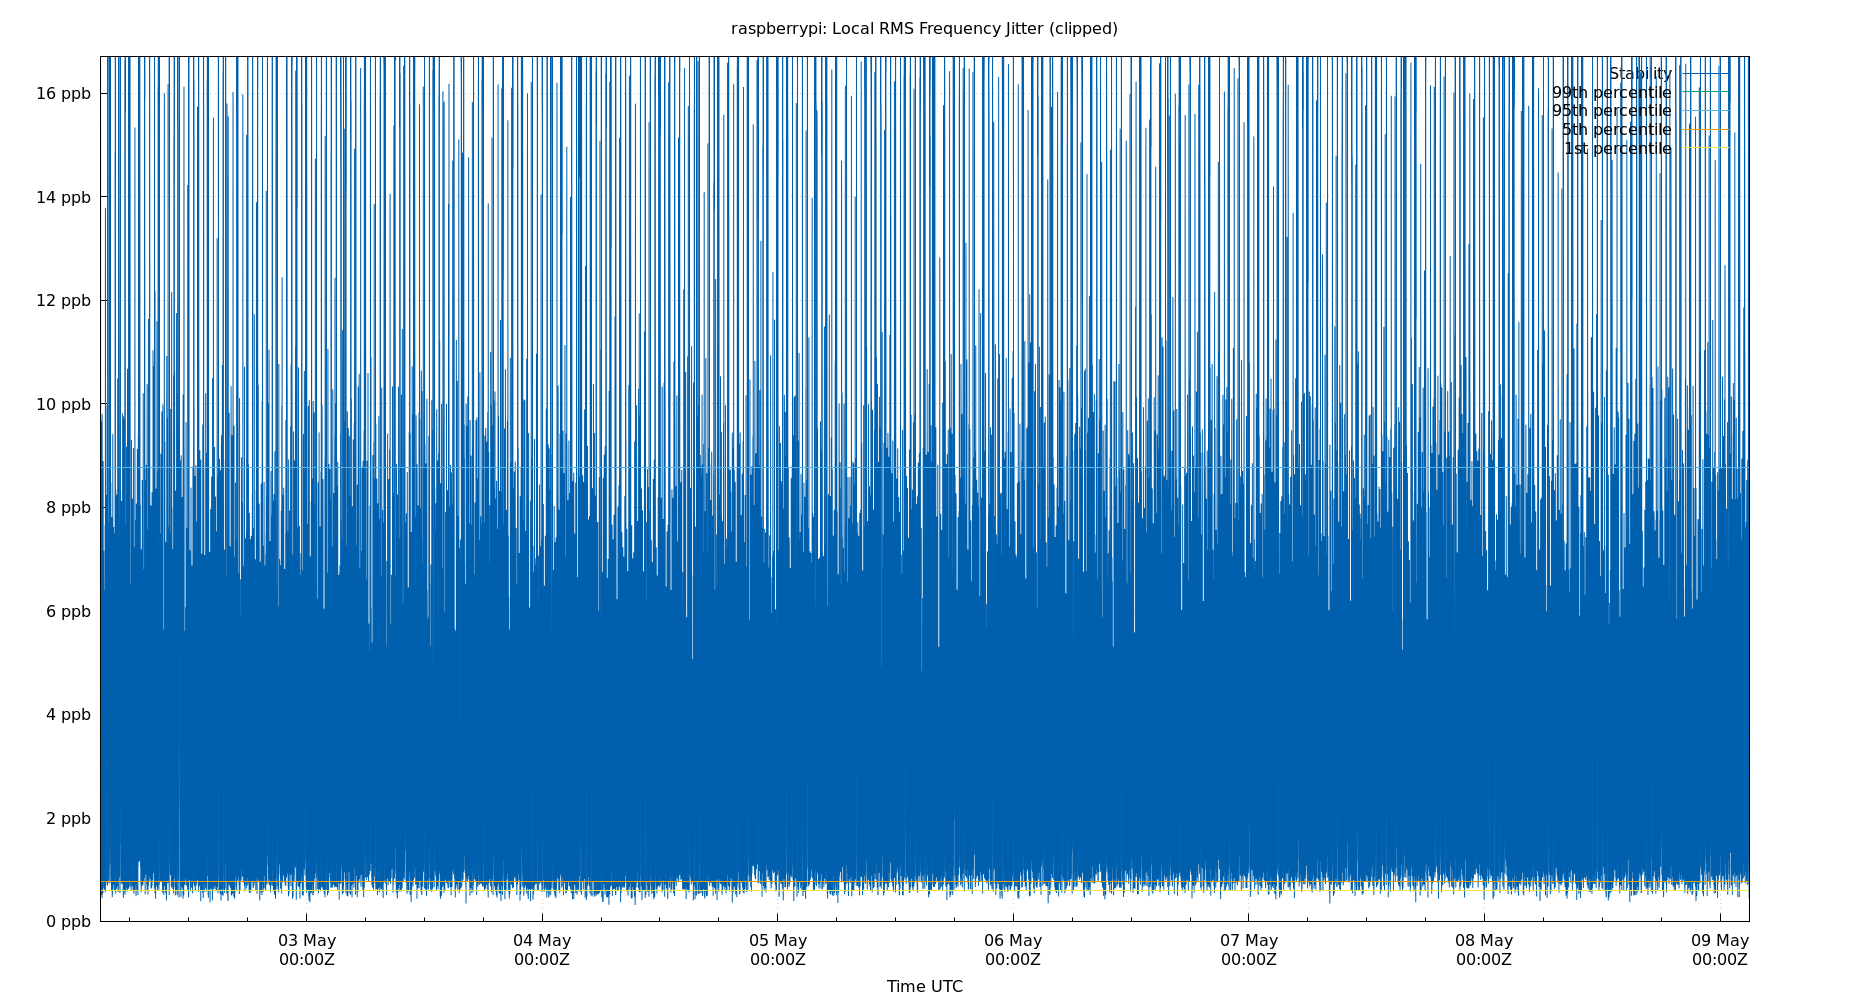 raspberrypi: Local RMS Frequency Jitter (clipped)
16 ppb
14 ppb
12 ppb
10 ppb
8 ppb
6 ppb
4 ppb
2 ppb
0 ppb
Stability
99th percentile
95th percentile
5th percentile
1st percentile
03 May
00:00Z
04 May
00:00Z
05 May
00:00Z
06 May
00:00Z
07 May
00:00Z
08 May
00:00Z
09 May
00:00Z
Time UTC